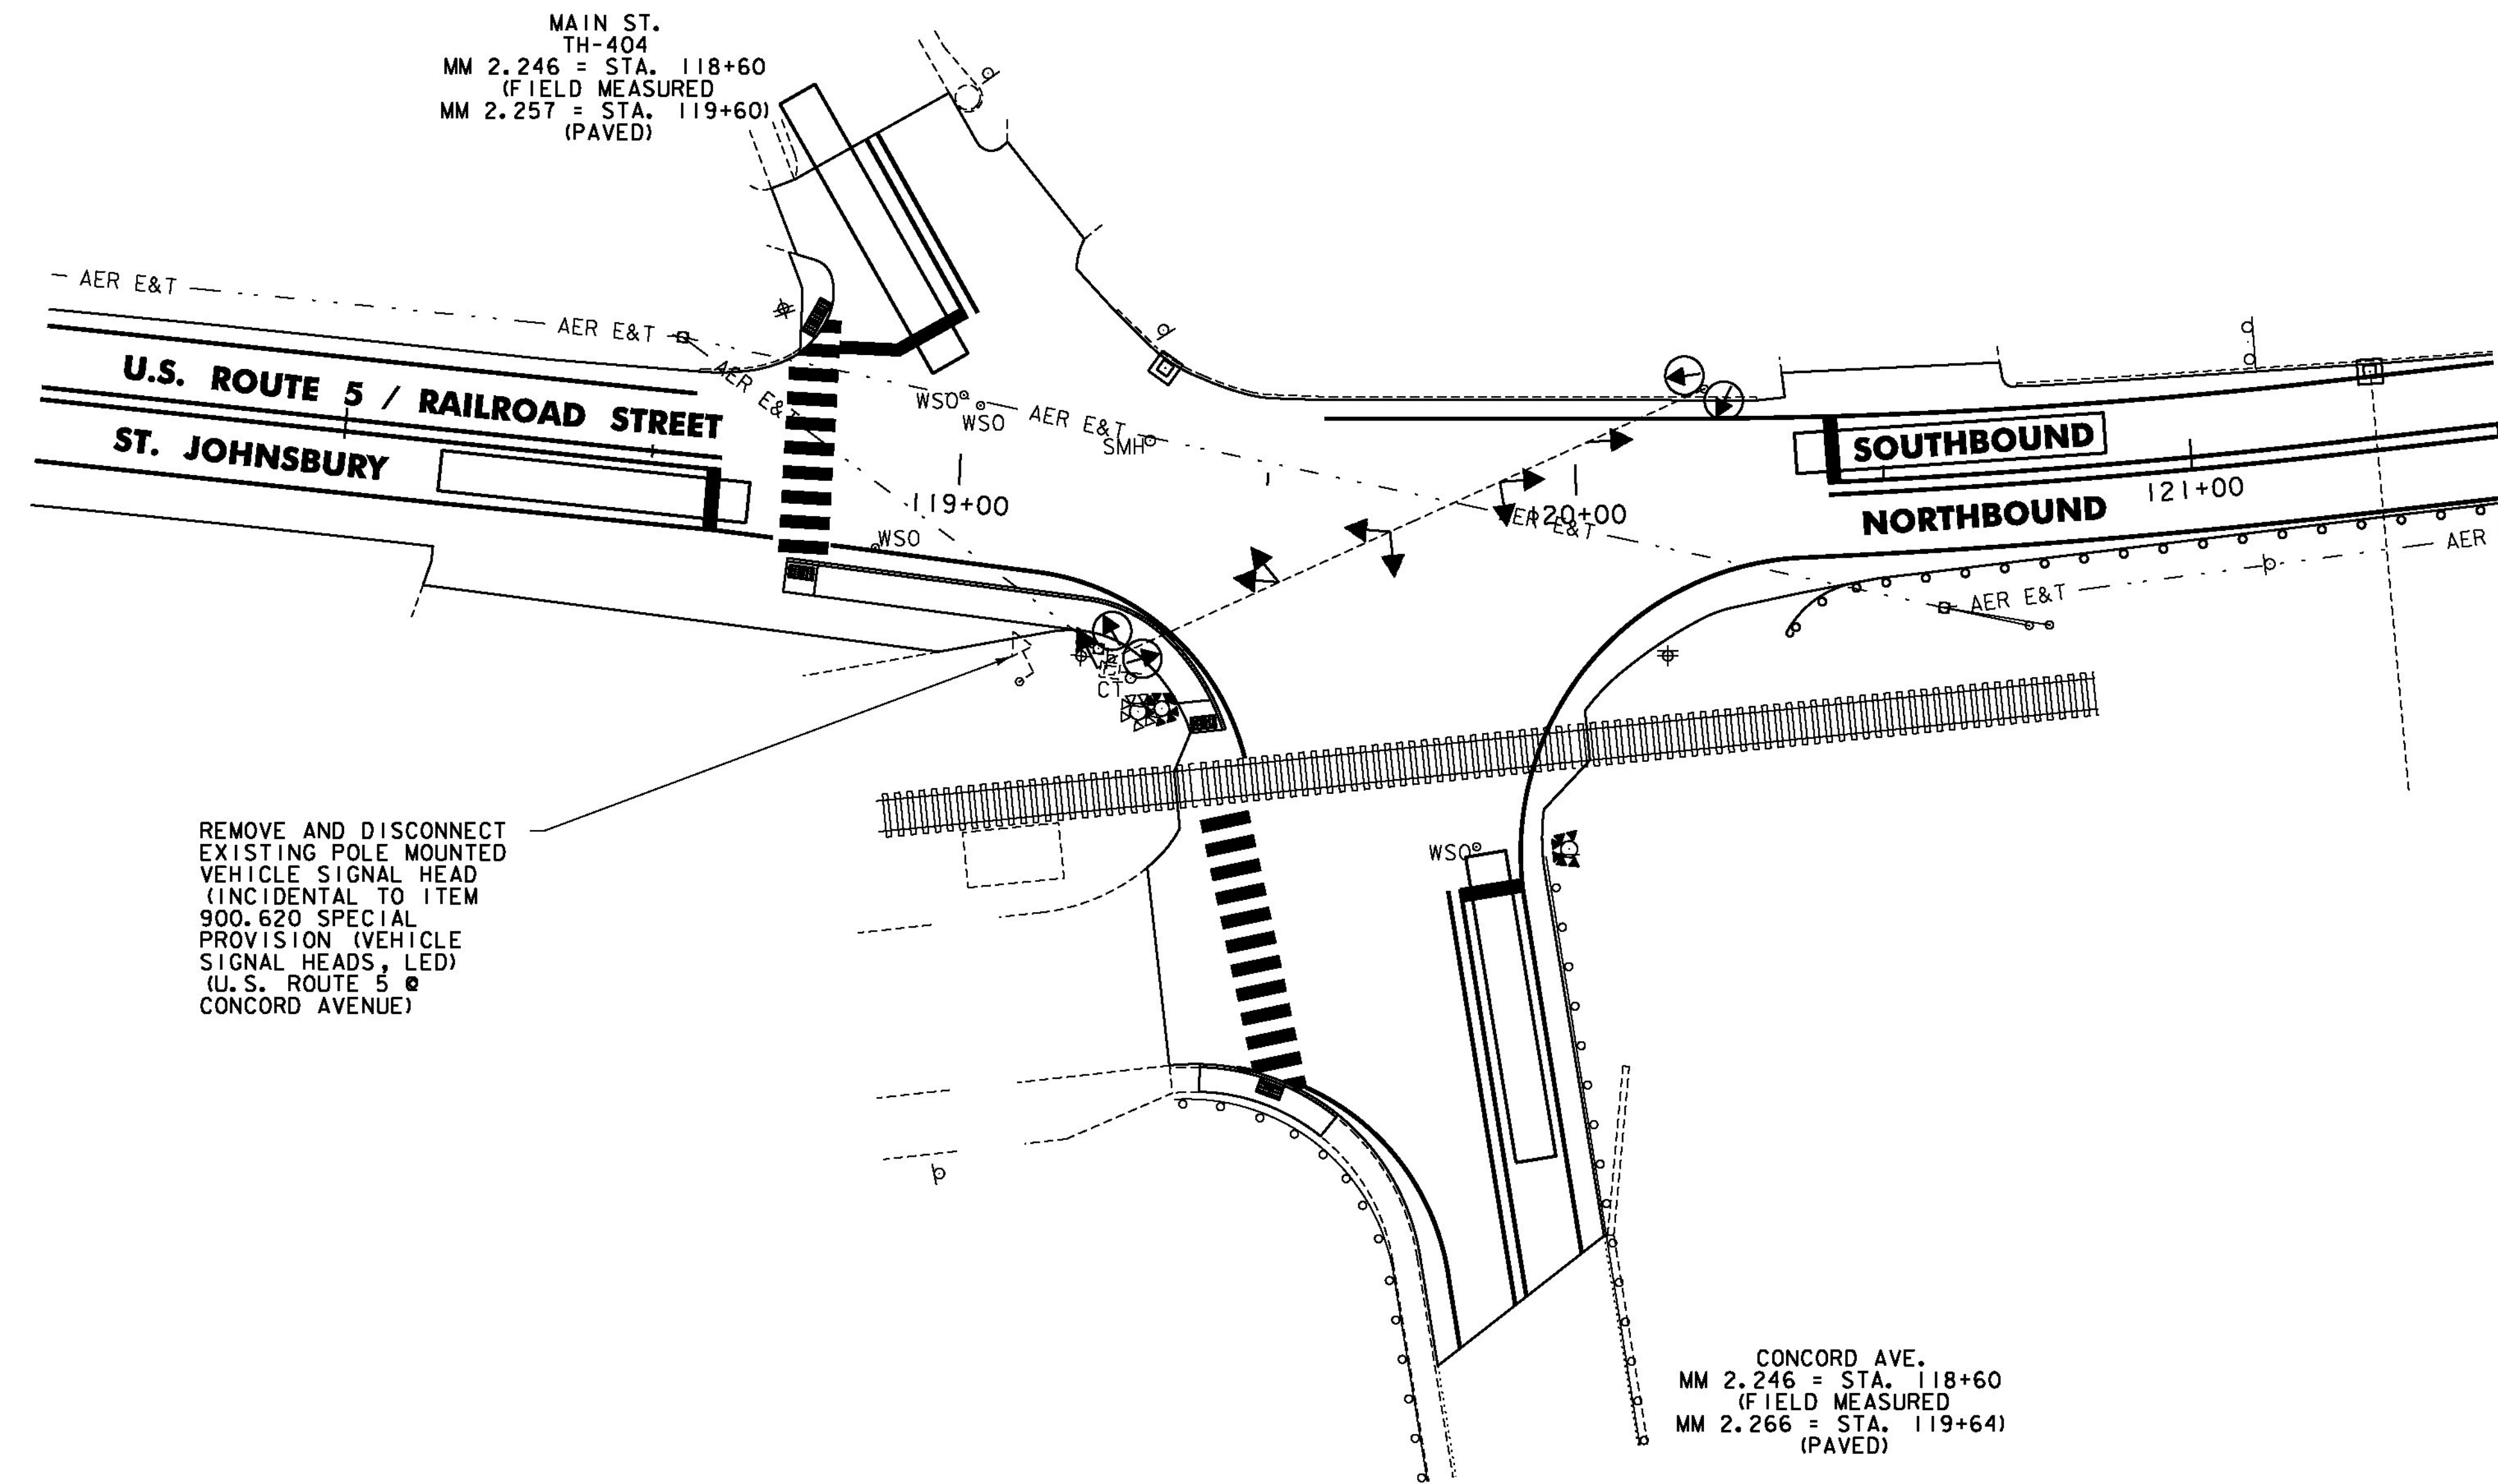 MAIN ST.
TH-404
MM 2.246 = STA. 118+60
(FIELD MEASURED
MM 2.257 = STA. 119+60)
(PAVED)
AER E&T
AER E&T
AER E&T
U.S. ROUTE 5 / RAILROAD STREET
ST. JOHNSBURY
WSO
WSO
AER E&T
SMH
SOUTHBOUND
NORTHBOUND
119+00
120+00
121+00
AER E&T
WSO
AER
AER E&T
CT
WSO
REMOVE AND DISCONNECT
EXISTING POLE MOUNTED
VEHICLE SIGNAL HEAD
(INCIDENTAL TO ITEM
900.620 SPECIAL
PROVISION (VEHICLE
SIGNAL HEADS, LED)
(U.S. ROUTE 5 @
CONCORD AVENUE)
CONCORD AVE.
MM 2.246 = STA. 118+60
(FIELD MEASURED
MM 2.266 = STA. 119+64)
(PAVED)